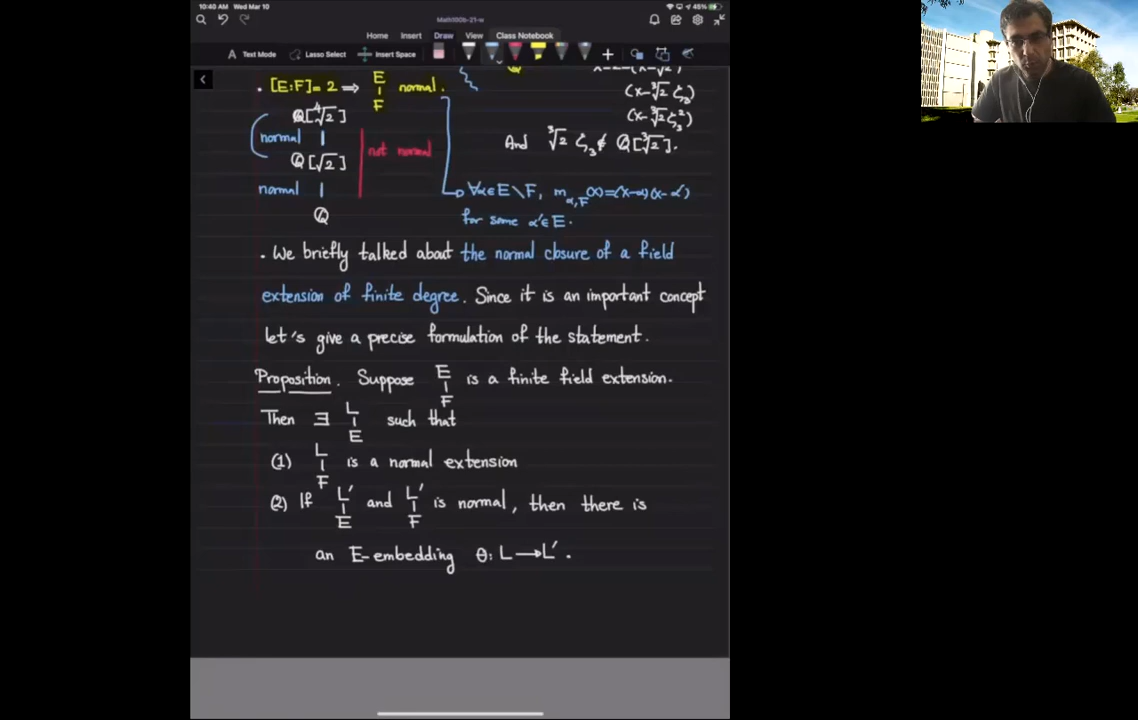 10:40 AM Wed Mar 10
45%
Math100b-21-w
Home Insert Draw View Class Notebook
A Text Mode Lasso Select Insert Space
. [E:F]=2 ⟹ E | F normal.
Q[∜2]
normal |
Q[√2] not normal
normal |
Q
(x-∛2 ζ₃)
(x-∛2 ζ₃²)
And ∛2 ζ₃ ∉ Q[∛2].
∀α∈E\F, m_{α,F}(x)=(x-α)(x-α′)
for some α′∈E.
. We briefly talked about the normal closure of a field
extension of finite degree. Since it is an important concept
let's give a precise formulation of the statement.
Proposition. Suppose E | F is a finite field extension.
Then ∃ L | E such that
(1) L | F is a normal extension
(2) If L′ | E and L′ | F is normal, then there is
an E-embedding θ: L → L′.